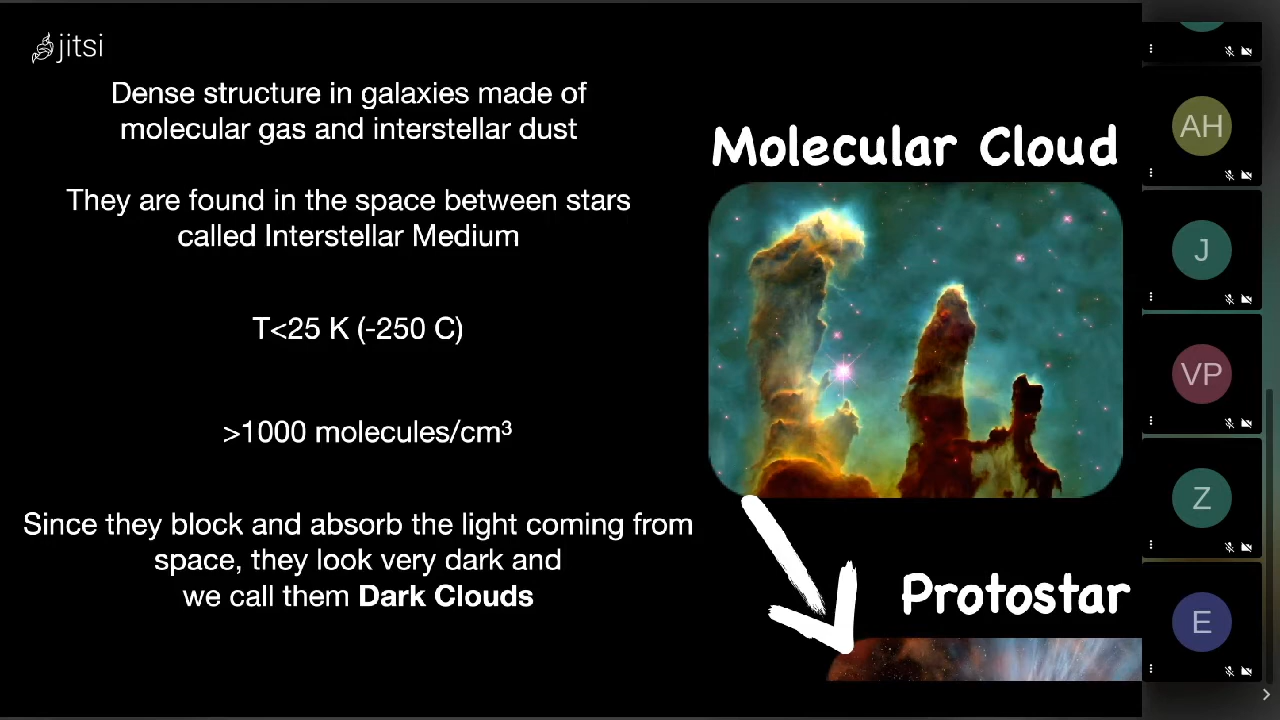 jitsi
Dense structure in galaxies made of
molecular gas and interstellar dust
They are found in the space between stars
called Interstellar Medium
T<25 K (-250 C)
>1000 molecules/cm³
Since they block and absorb the light coming from
space, they look very dark and
we call them Dark Clouds
Molecular Cloud
Protostar
AH
J
VP
Z
E